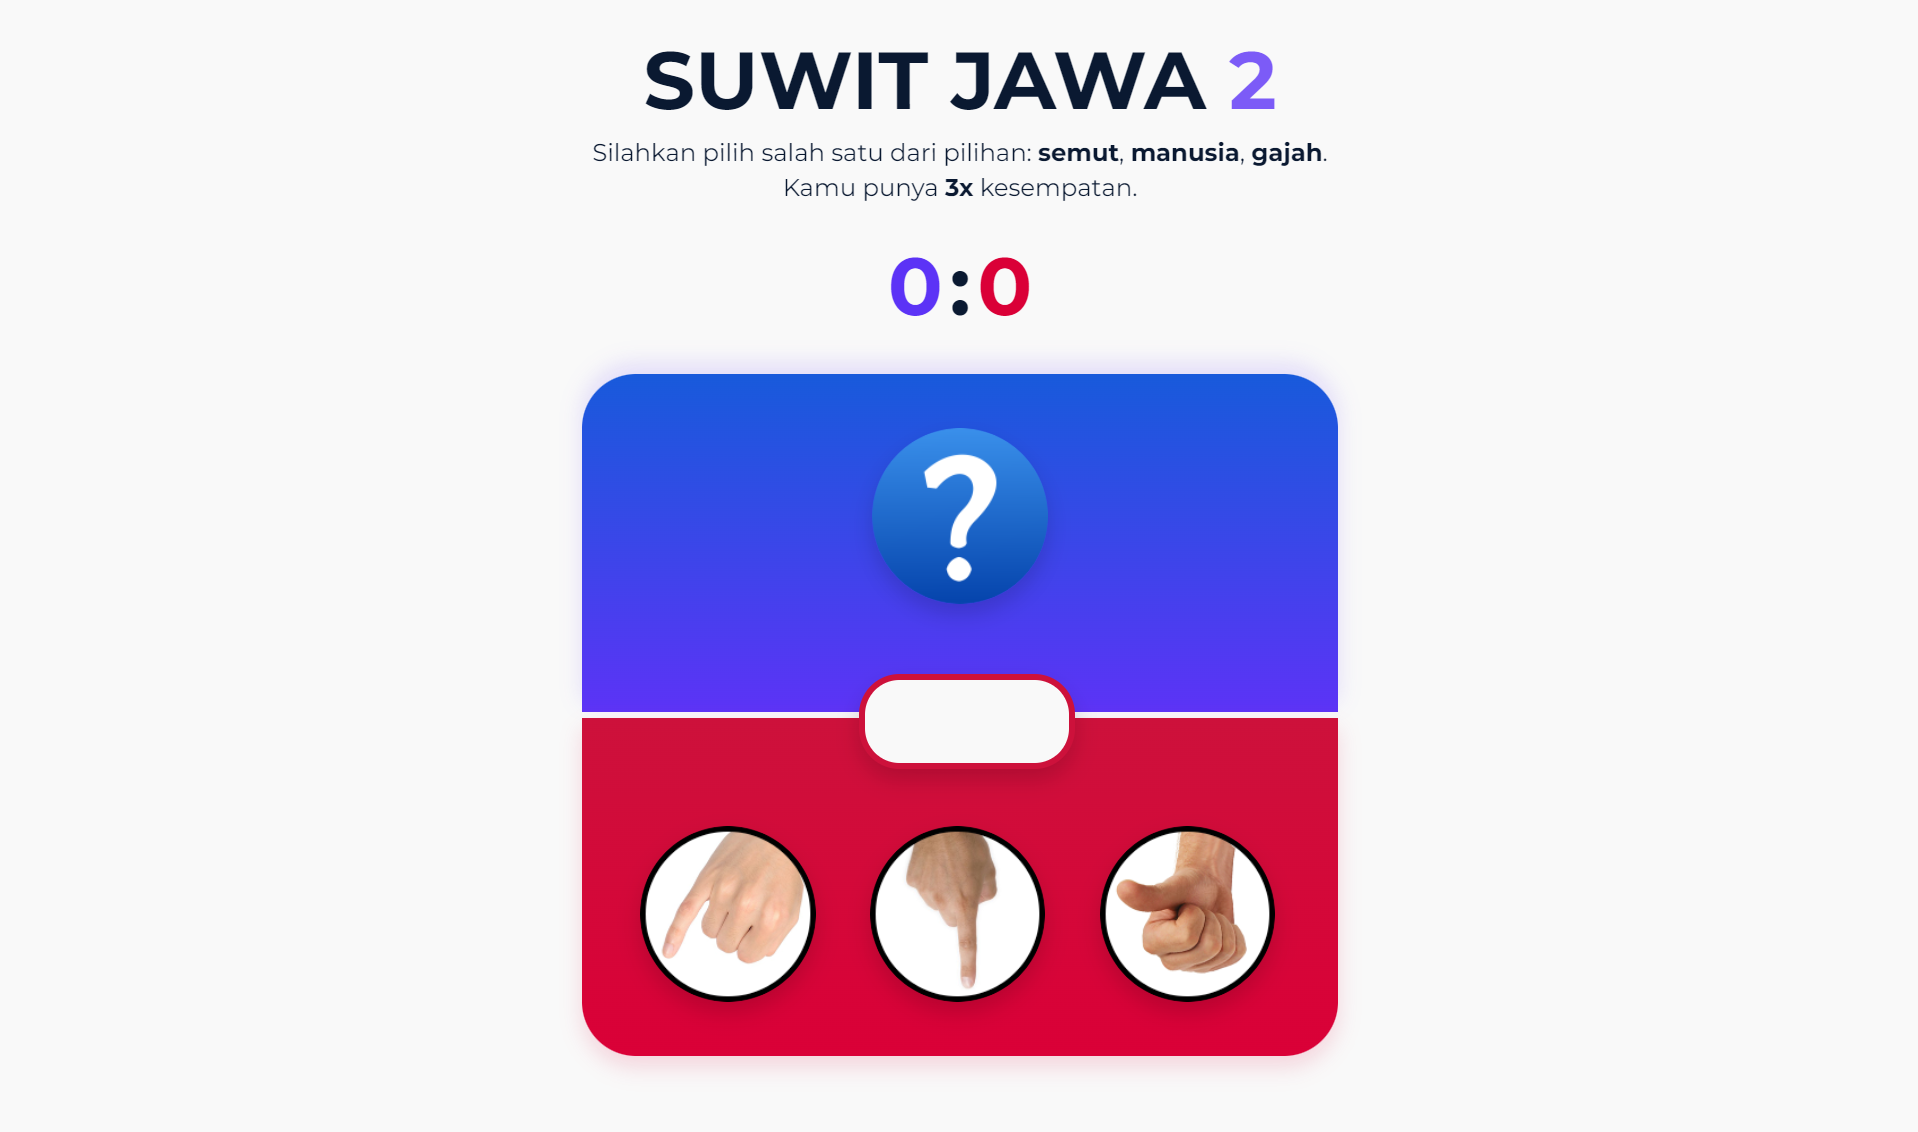 SUWIT JAWA 2
Silahkan pilih salah satu dari pilihan: semut, manusia, gajah.
Kamu punya 3x kesempatan.
0:0
?